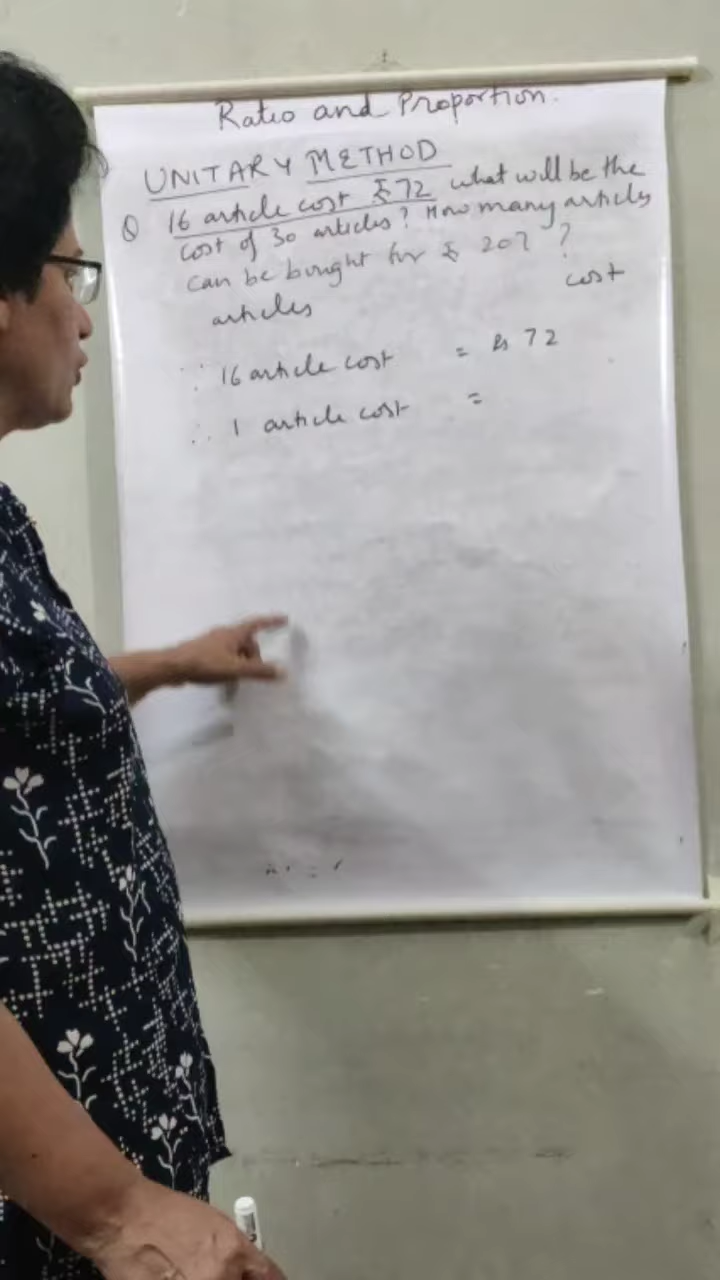 Ratio and Proportion.
UNITARY METHOD
Q 16 article cost ₹72 what will be the
cost of 30 articles? How many articles
can be bought for ₹ 207 ?
articles cost
∵ 16 article cost = Rs 72
∴ 1 article cost =